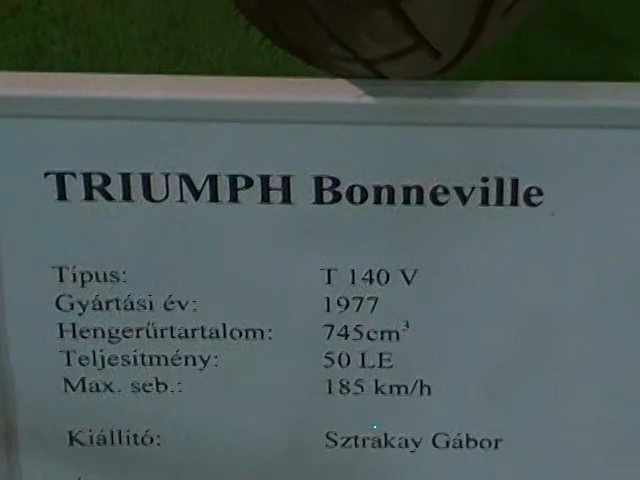 TRIUMPH Bonneville
Típus: T 140 V
Gyártási év: 1977
Hengerűrtartalom: 745cm³
Teljesítmény: 50 LE
Max. seb.: 185 km/h
Kiállító: Sztrakay Gábor